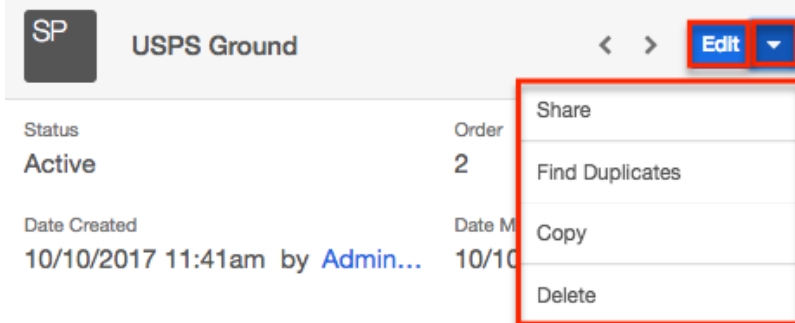 SP
USPS Ground
Edit
Share
Status
Order
Active
2
Find Duplicates
Date Created
Date M
Copy
10/10/2017 11:41am by Admin...
10/10
Delete